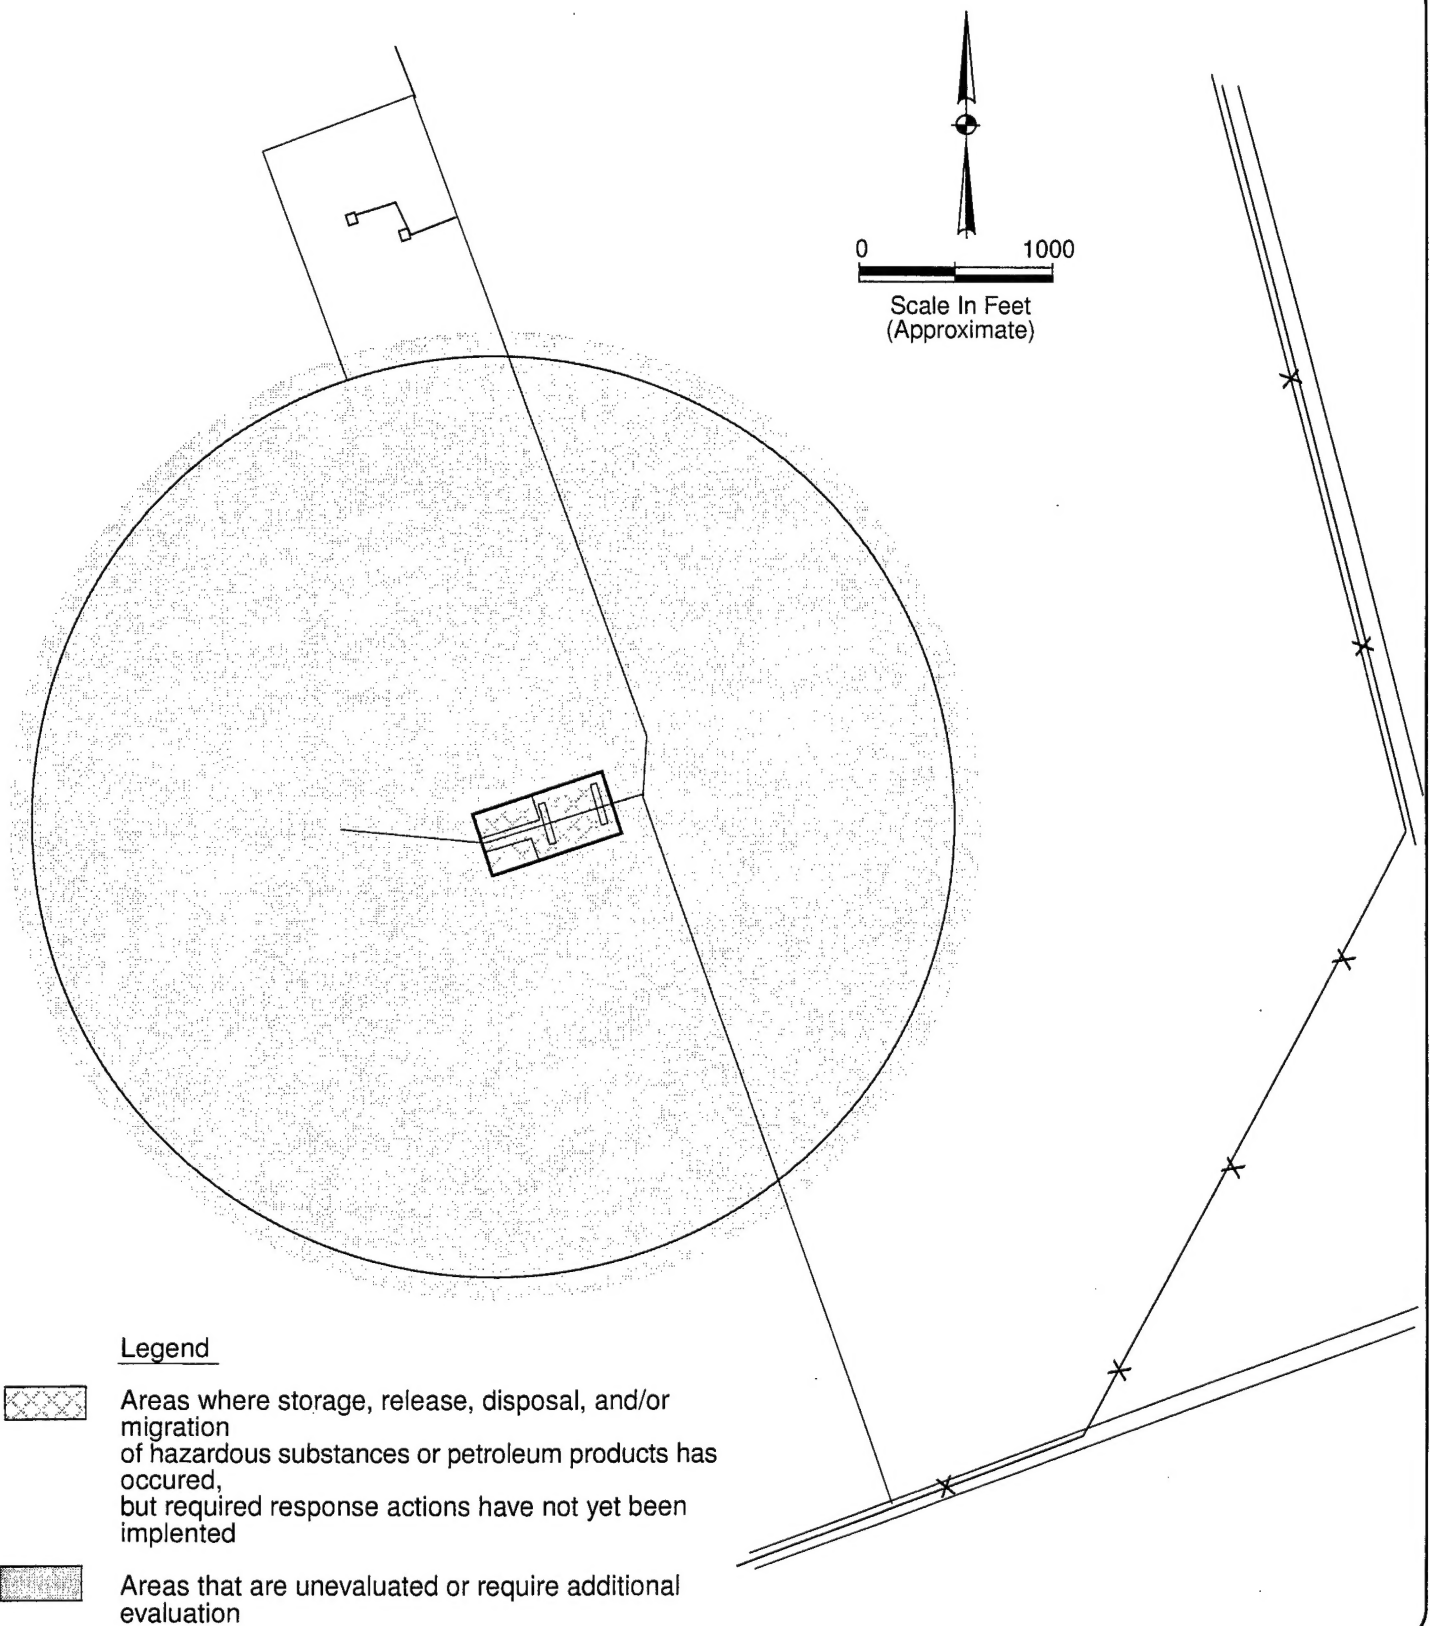 0 1000
Scale In Feet
(Approximate)
Legend
Areas where storage, release, disposal, and/or
migration
of hazardous substances or petroleum products has
occured,
but required response actions have not yet been
implented
Areas that are unevaluated or require additional
evaluation